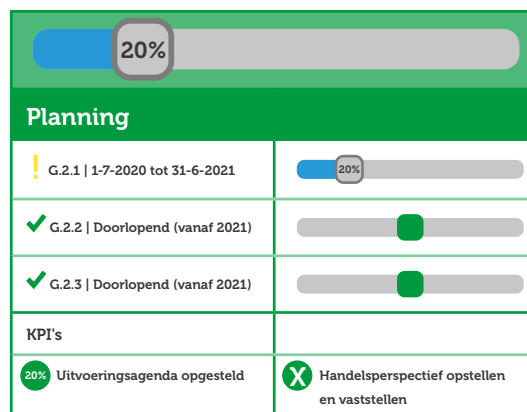 20%
Planning
! G.2.1 | 1-7-2020 tot 31-6-2021
20%
G.2.2 | Doorlopend (vanaf 2021)
G.2.3 | Doorlopend (vanaf 2021)
KPI's
20% Uitvoeringsagenda opgesteld
X Handelsperspectief opstellen
en vaststellen